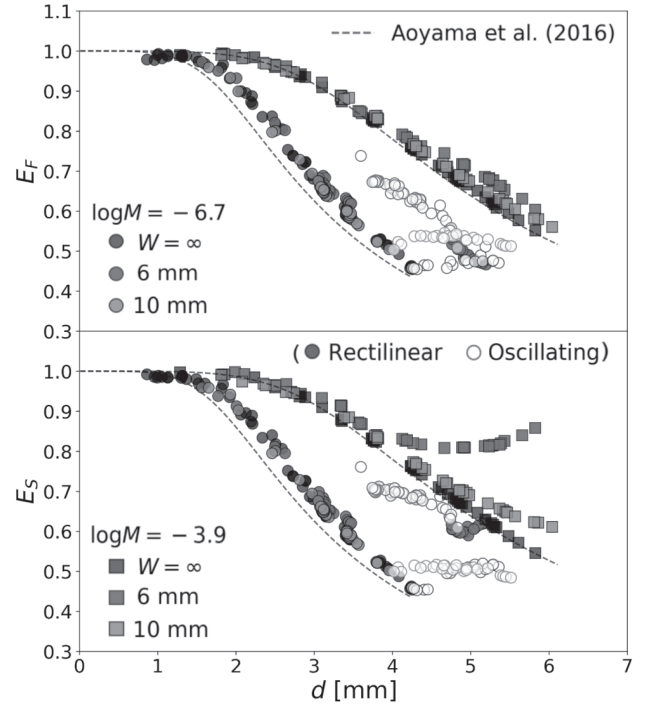 1.1
1.0
0.9
0.8
0.7
0.6
0.5
0.4
0.3
E_F
Aoyama et al. (2016)
logM = −6.7
W = ∞
6 mm
10 mm
(● Rectilinear ○ Oscillating)
1.0
0.9
0.8
0.7
0.6
0.5
0.4
0.3
E_S
logM = −3.9
W = ∞
6 mm
10 mm
0 1 2 3 4 5 6 7
d [mm]